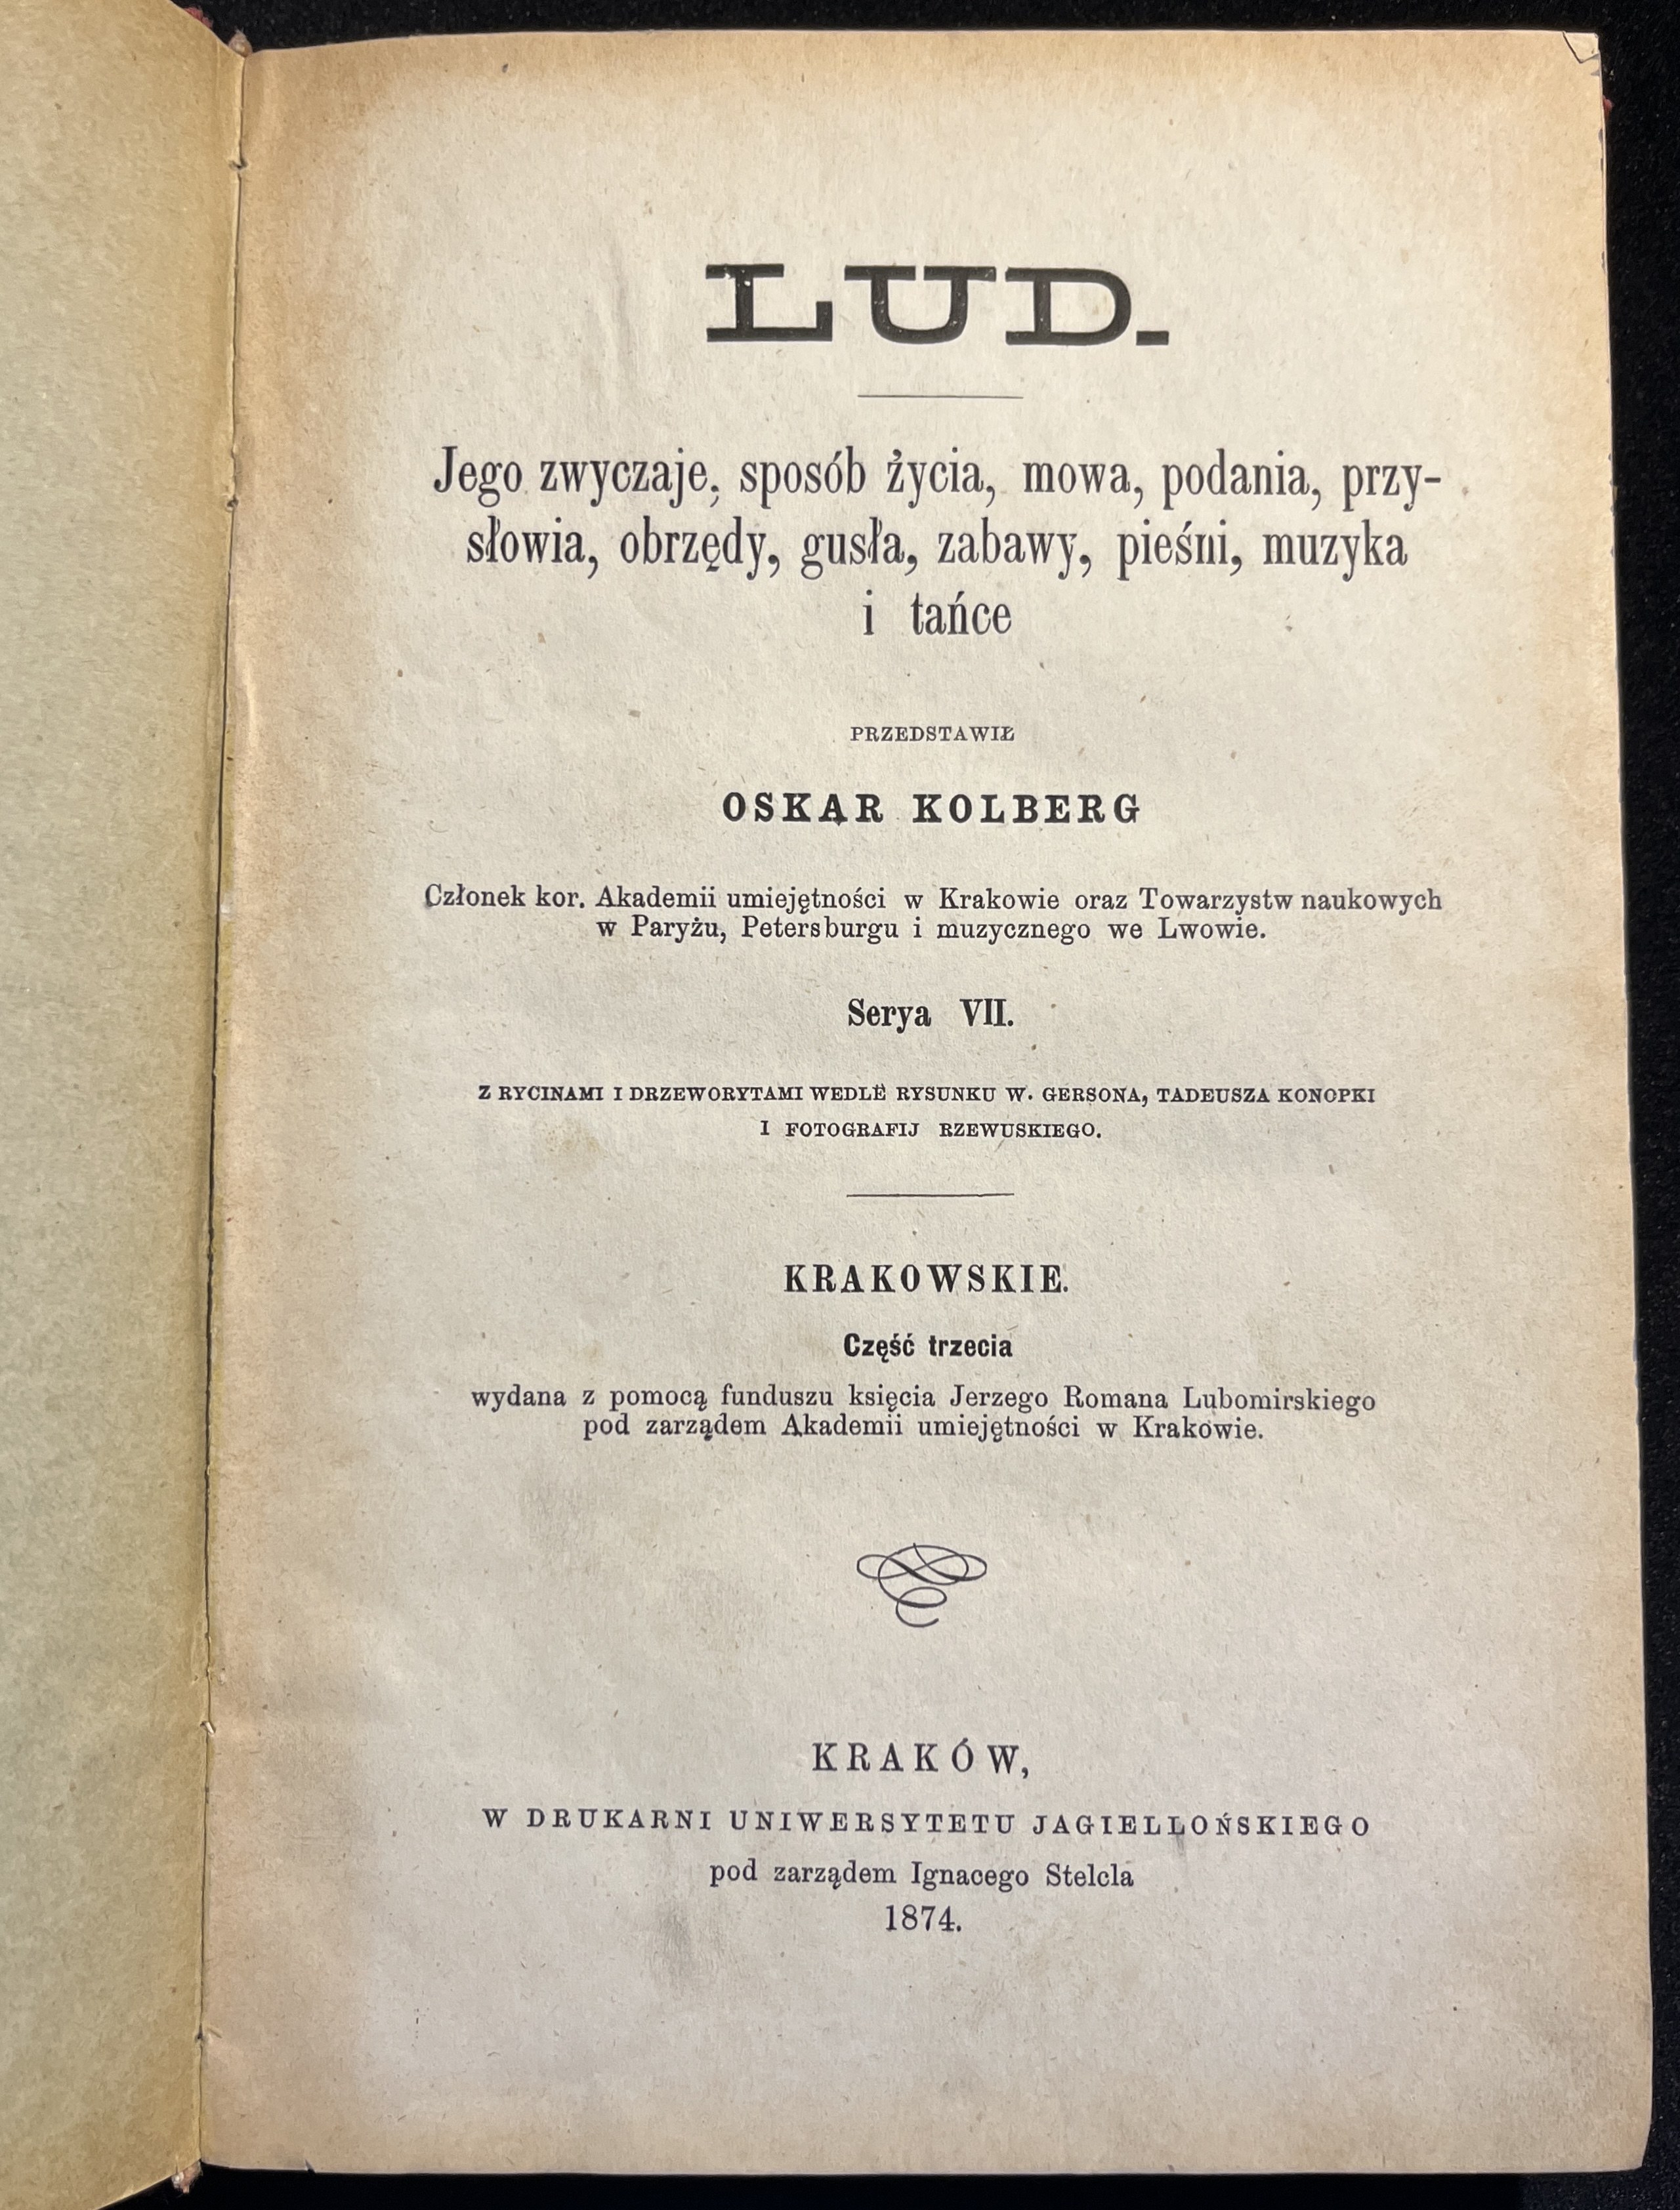 LUD.
Jego zwyczaje, sposób życia, mowa, podania, przy-
słowia, obrzędy, gusła, zabawy, pieśni, muzyka
i tańce
PRZEDSTAWIŁ
OSKAR KOLBERG
Członek kor. Akademii umiejętności w Krakowie oraz Towarzystw naukowych
w Paryżu, Petersburgu i muzycznego we Lwowie.
Serya VII.
Z RYCINAMI I DRZEWORYTAMI WEDLE RYSUNKU W. GERSONA, TADEUSZA KONOPKI
I FOTOGRAFIJ RZEWUSKIEGO.
KRAKOWSKIE.
Część trzecia
wydana z pomocą funduszu księcia Jerzego Romana Lubomirskiego
pod zarządem Akademii umiejętności w Krakowie.
KRAKÓW,
W DRUKARNI UNIWERSYTETU JAGIELLOŃSKIEGO
pod zarządem Ignacego Stelcla
1874.